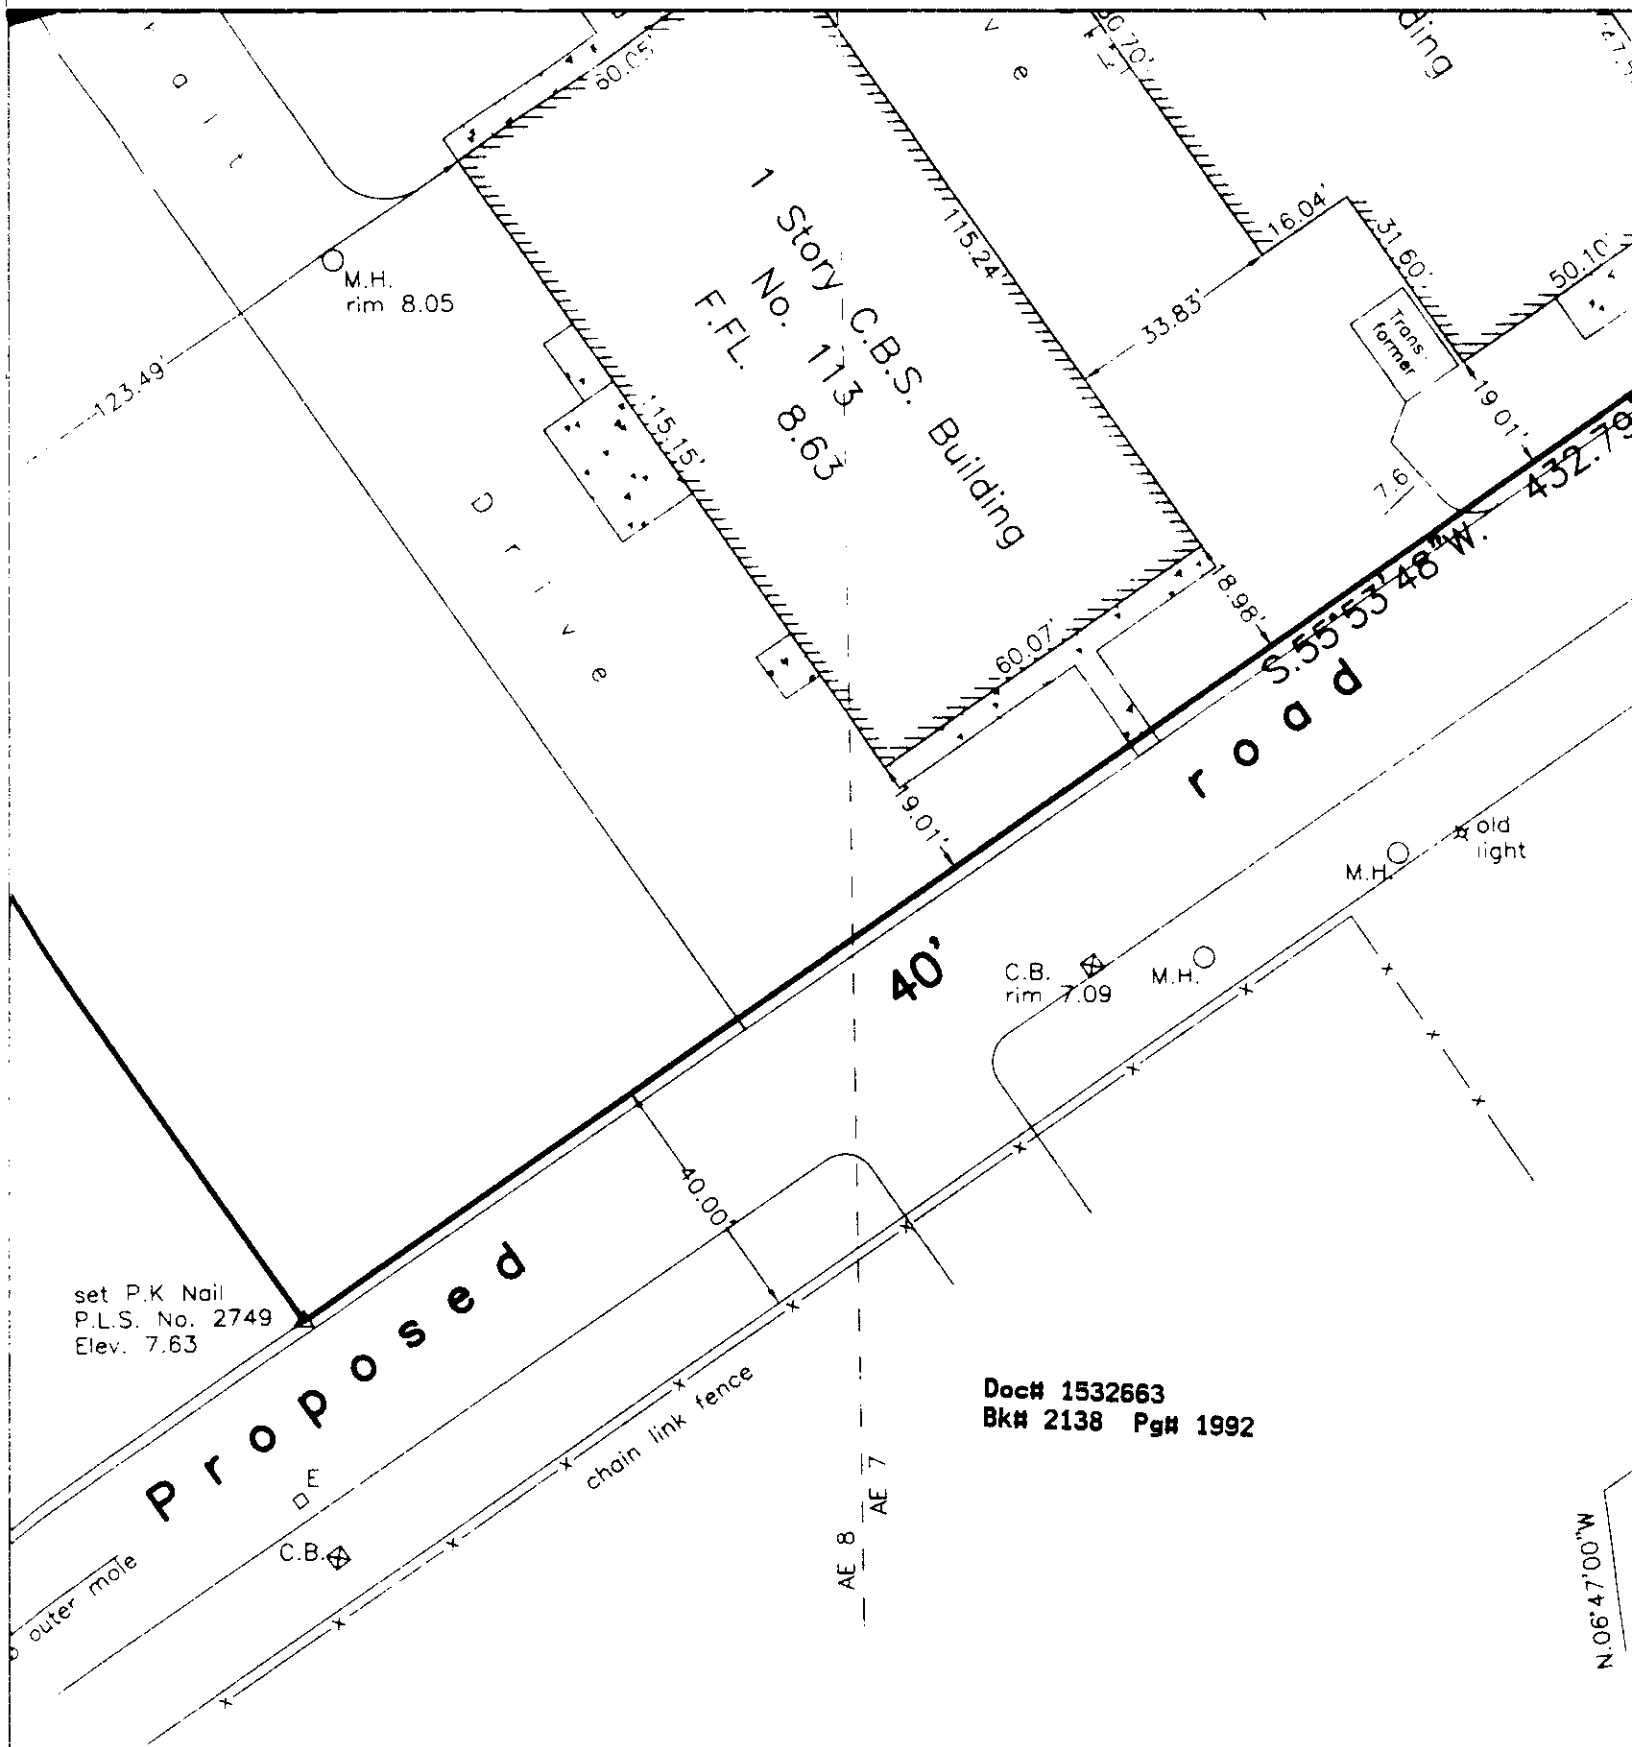 60.05'
v e
ding
a l t
M.H.
rim 8.05
123.49'
1 Story C.B.S. Building
No. 113
F.FL. 8.63
115.24'
16.04'
31.60'
50.10'
33.83'
Trans
former
19.01'
432.79
7.6
S.55°53'48"W.
D r i v e
18.98'
60.07'
19.01'
Proposed 40' road
old
light
M.H.
M.H.
C.B.
rim 7.09
40.00'
set P.K Nail
P.L.S. No. 2749
Elev. 7.63
chain link fence
Doc# 1532663
Bk# 2138 Pg# 1992
E
C.B.
outer mole
AE 8
AE 7
N.06°47'00"W